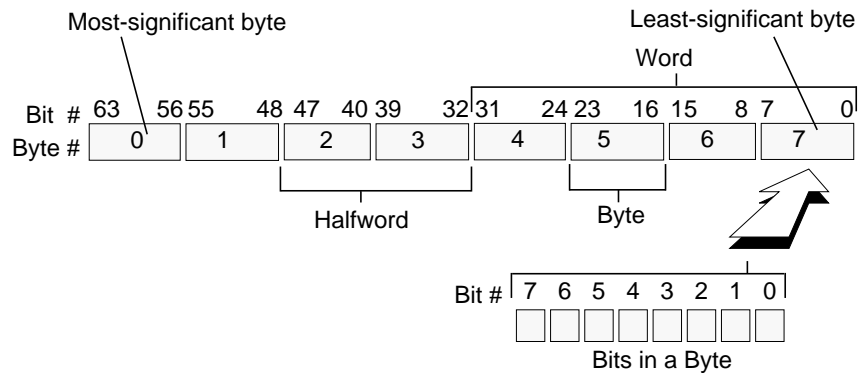 Most-significant byte Least-significant byte
Word
Bit # 63 56 55 48 47 40 39 32 31 24 23 16 15 8 7 0
Byte # 0 1 2 3 4 5 6 7
Halfword Byte
Bit # 7 6 5 4 3 2 1 0
Bits in a Byte